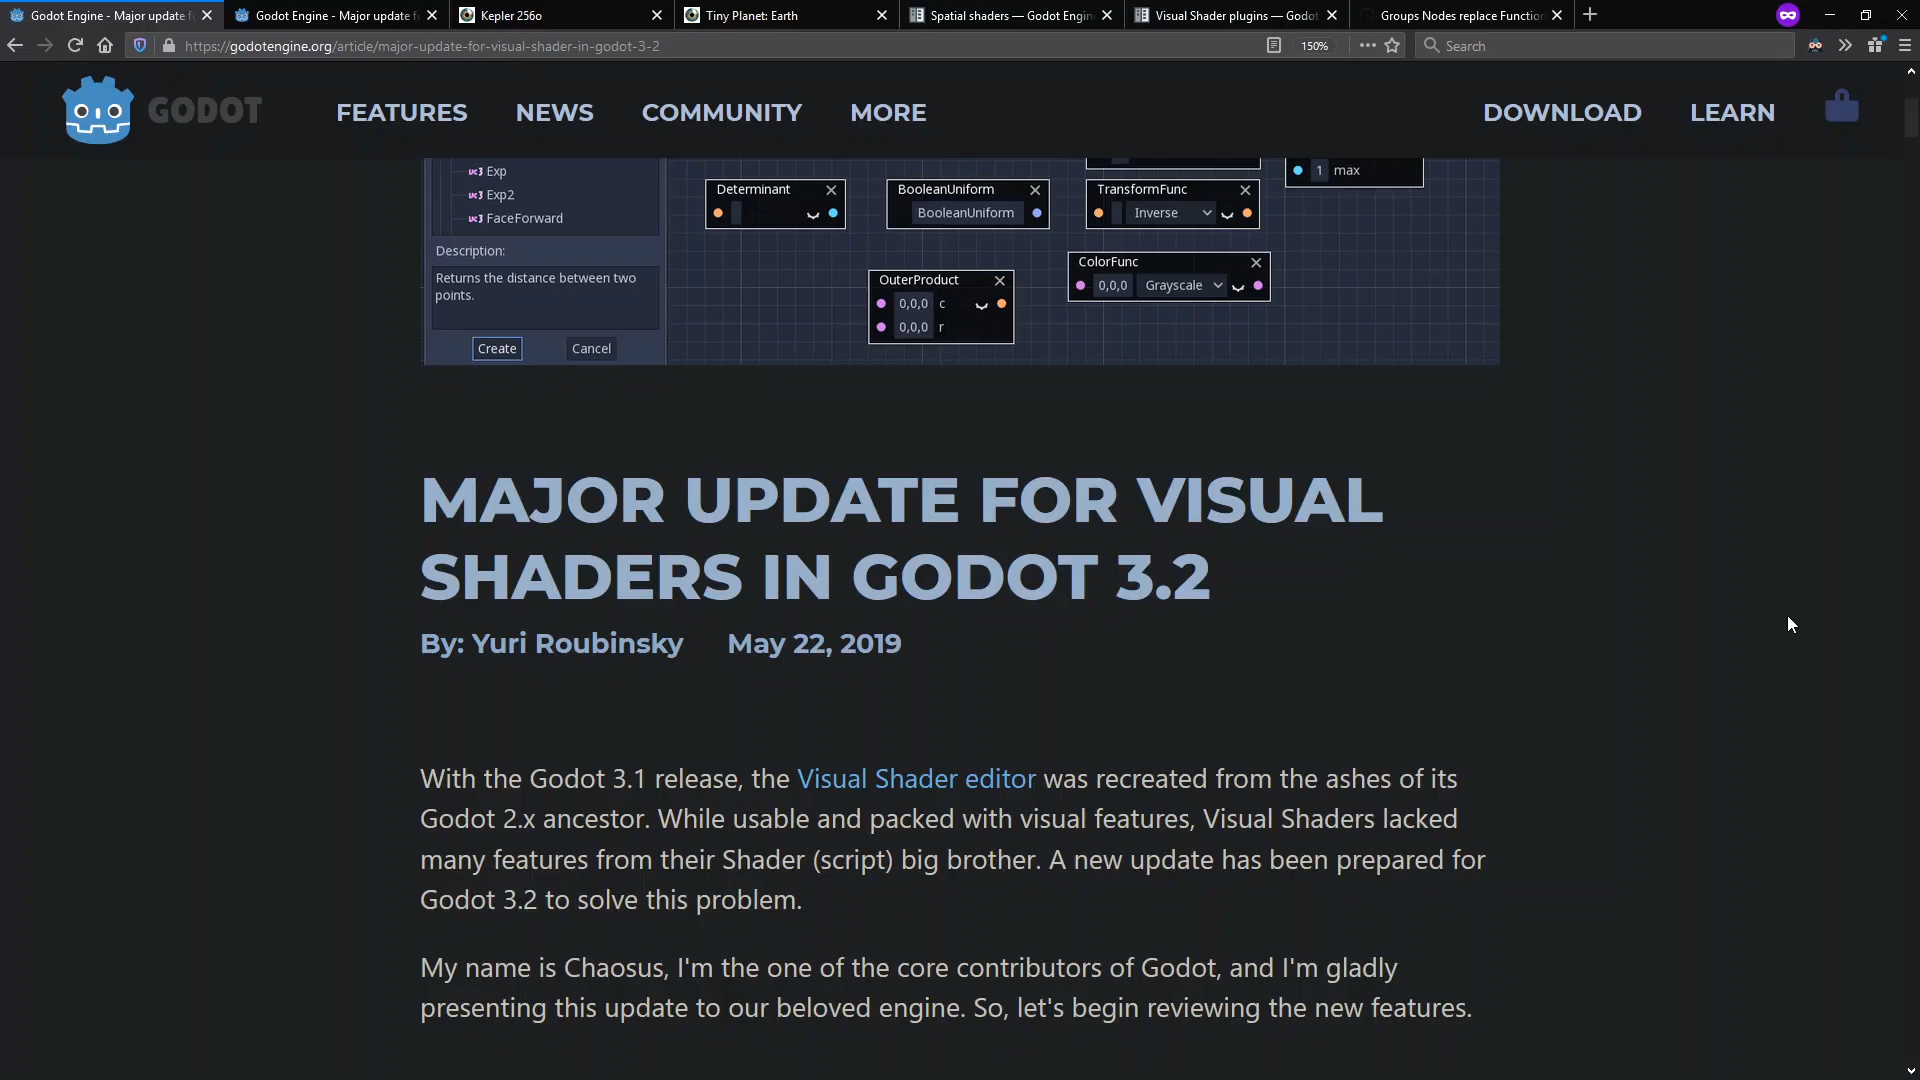 Godot Engine - Major update f
Godot Engine - Major update f
Kepler 256o
Tiny Planet: Earth
Spatial shaders — Godot Engin
Visual Shader plugins — Godot
Groups Nodes replace Functio
https://godotengine.org/article/major-update-for-visual-shader-in-godot-3-2
150%
Search
GODOT
FEATURES
NEWS
COMMUNITY
MORE
DOWNLOAD
LEARN
Exp
Exp2
FaceForward
Description:
Returns the distance between two
points.
Create
Cancel
Determinant
BooleanUniform
BooleanUniform
TransformFunc
Inverse
1 max
OuterProduct
0,0,0 c
0,0,0 r
ColorFunc
0,0,0 Grayscale
MAJOR UPDATE FOR VISUAL
SHADERS IN GODOT 3.2
By: Yuri Roubinsky May 22, 2019
With the Godot 3.1 release, the Visual Shader editor was recreated from the ashes of its
Godot 2.x ancestor. While usable and packed with visual features, Visual Shaders lacked
many features from their Shader (script) big brother. A new update has been prepared for
Godot 3.2 to solve this problem.
My name is Chaosus, I'm the one of the core contributors of Godot, and I'm gladly
presenting this update to our beloved engine. So, let's begin reviewing the new features.